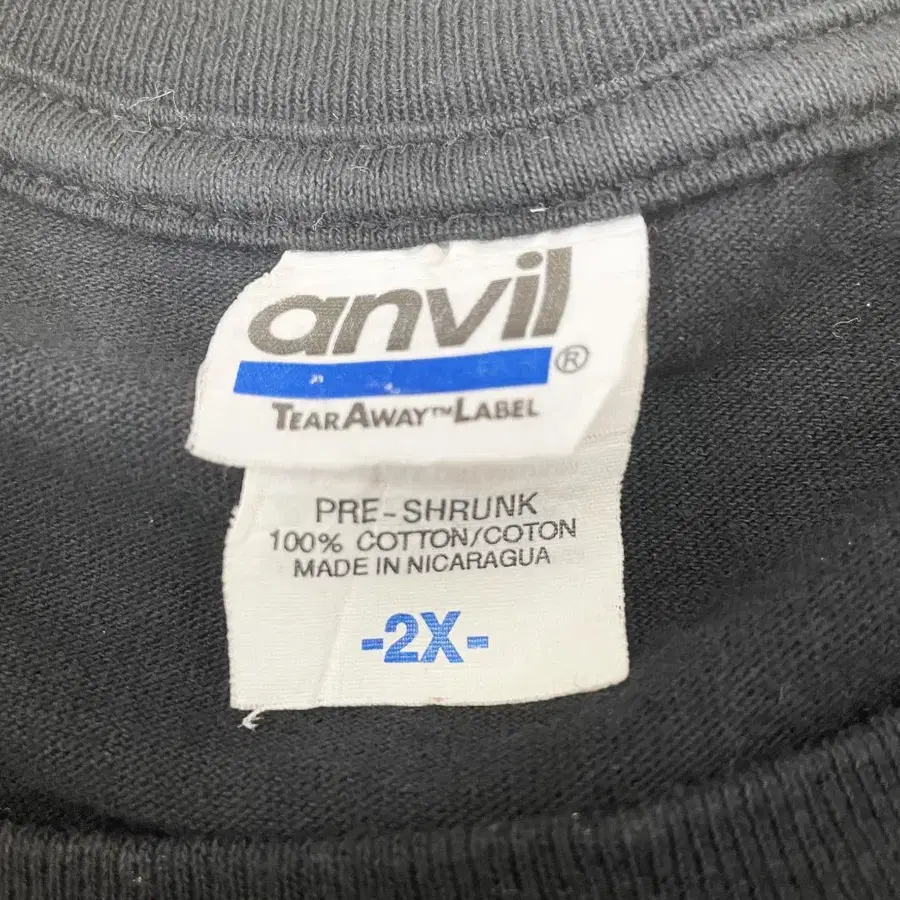 anvil®
TEARAWAY™LABEL
PRE-SHRUNK
100% COTTON/COTON
MADE IN NICARAGUA
-2X-